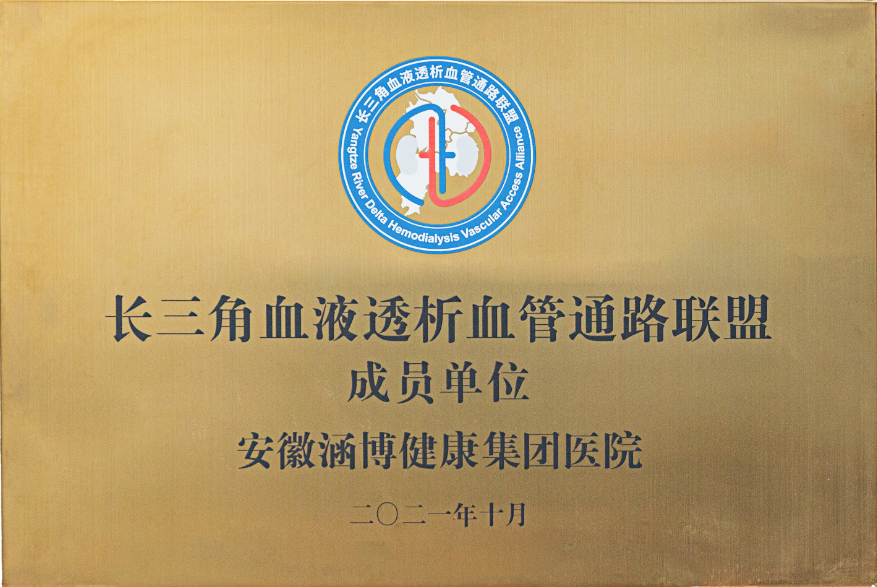 长三角血液透析血管通路联盟
Yangtze River Delta Hemodialysis Vascular Access Alliance
长三角血液透析血管通路联盟
成员单位
安徽涵博健康集团医院
二〇二一年十月